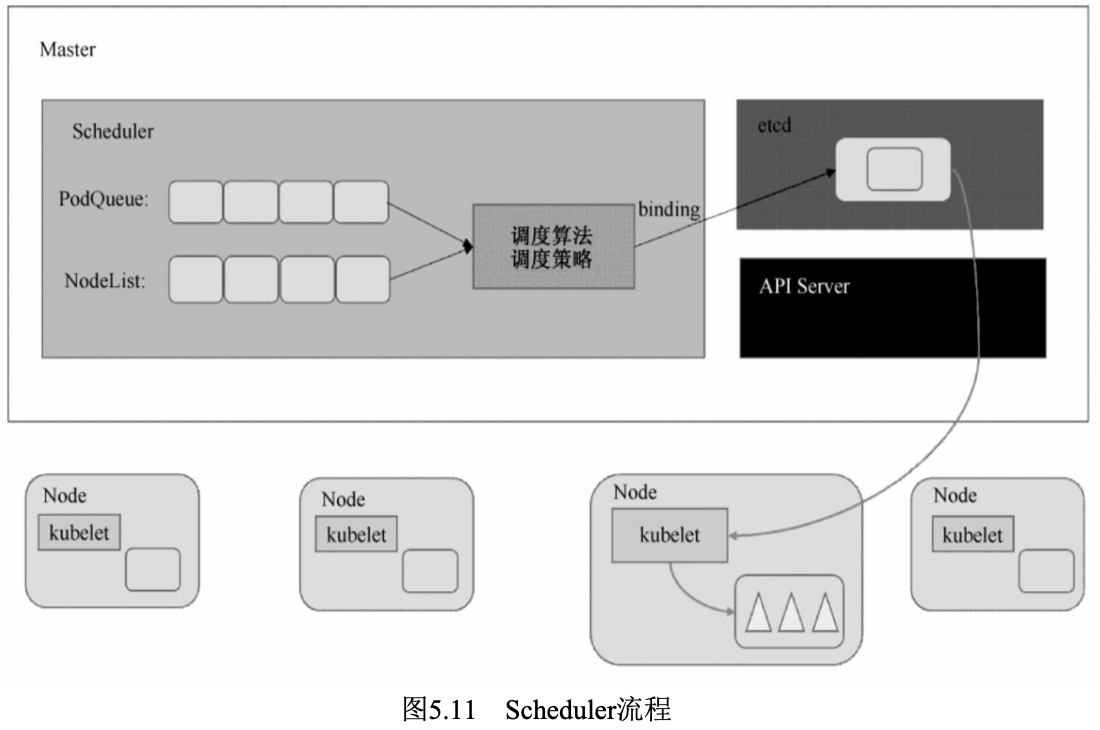 Master
Scheduler
PodQueue:
NodeList:
调度算法
调度策略
binding
etcd
API Server
Node
kubelet
Node
kubelet
Node
kubelet
Node
kubelet
图5.11 Scheduler流程